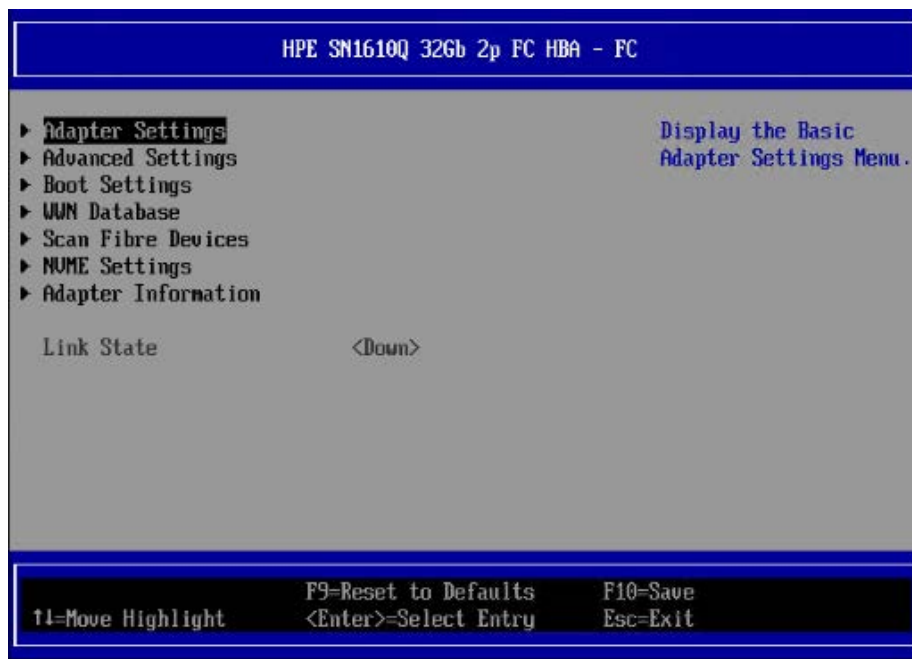 HPE SN1610Q 32Gb 2p FC HBA - FC
Adapter Settings
Advanced Settings
Boot Settings
WWN Database
Scan Fibre Devices
NVME Settings
Adapter Information
Link State <Down>
Display the Basic
Adapter Settings Menu.
F9=Reset to Defaults F10=Save
↑↓=Move Highlight <Enter>=Select Entry Esc=Exit